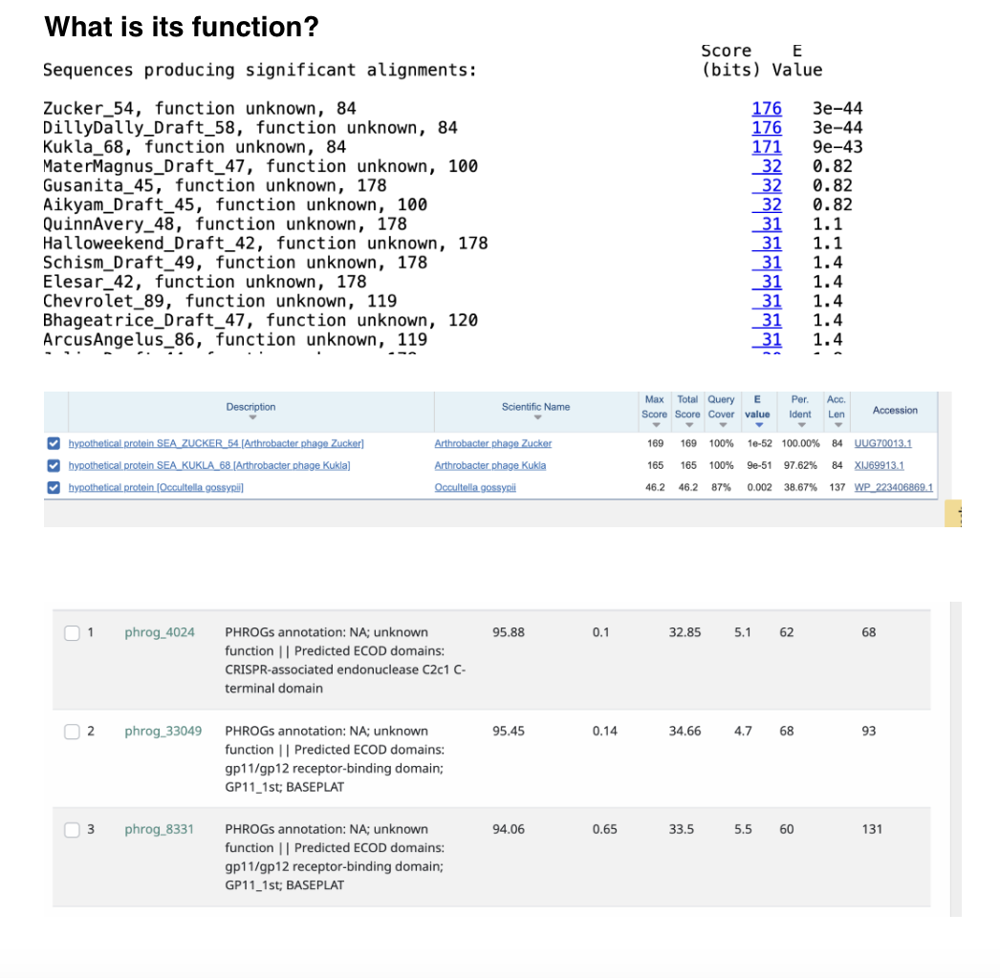 What is its function?
Score E
Sequences producing significant alignments: (bits) Value
Zucker_54, function unknown, 84 176 3e-44
DillyDally_Draft_58, function unknown, 84 176 3e-44
Kukla_68, function unknown, 84 171 9e-43
MaterMagnus_Draft_47, function unknown, 100 32 0.82
Gusanita_45, function unknown, 178 32 0.82
Aikyam_Draft_45, function unknown, 100 32 0.82
QuinnAvery_48, function unknown, 178 31 1.1
Halloweekend_Draft_42, function unknown, 178 31 1.1
Schism_Draft_49, function unknown, 178 31 1.4
Elesar_42, function unknown, 178 31 1.4
Chevrolet_89, function unknown, 119 31 1.4
Bhageatrice_Draft_47, function unknown, 120 31 1.4
ArcusAngelus_86, function unknown, 119 31 1.4
Description Scientific Name Max Score Total Score Query Cover E value Per. Ident Acc. Len Accession
hypothetical protein SEA_ZUCKER_54 [Arthrobacter phage Zucker] Arthrobacter phage Zucker 169 169 100% 1e-52 100.00% 84 UUG70013.1
hypothetical protein SEA_KUKLA_68 [Arthrobacter phage Kukla] Arthrobacter phage Kukla 165 165 100% 9e-51 97.62% 84 XIJ69913.1
hypothetical protein [Occultella gossypii] Occultella gossypii 46.2 46.2 87% 0.002 38.67% 137 WP_223406869.1
1 phrog_4024 PHROGs annotation: NA; unknown 95.88 0.1 32.85 5.1 62 68
function || Predicted ECOD domains:
CRISPR-associated endonuclease C2c1 C-
terminal domain
2 phrog_33049 PHROGs annotation: NA; unknown 95.45 0.14 34.66 4.7 68 93
function || Predicted ECOD domains:
gp11/gp12 receptor-binding domain;
GP11_1st; BASEPLAT
3 phrog_8331 PHROGs annotation: NA; unknown 94.06 0.65 33.5 5.5 60 131
function || Predicted ECOD domains:
gp11/gp12 receptor-binding domain;
GP11_1st; BASEPLAT